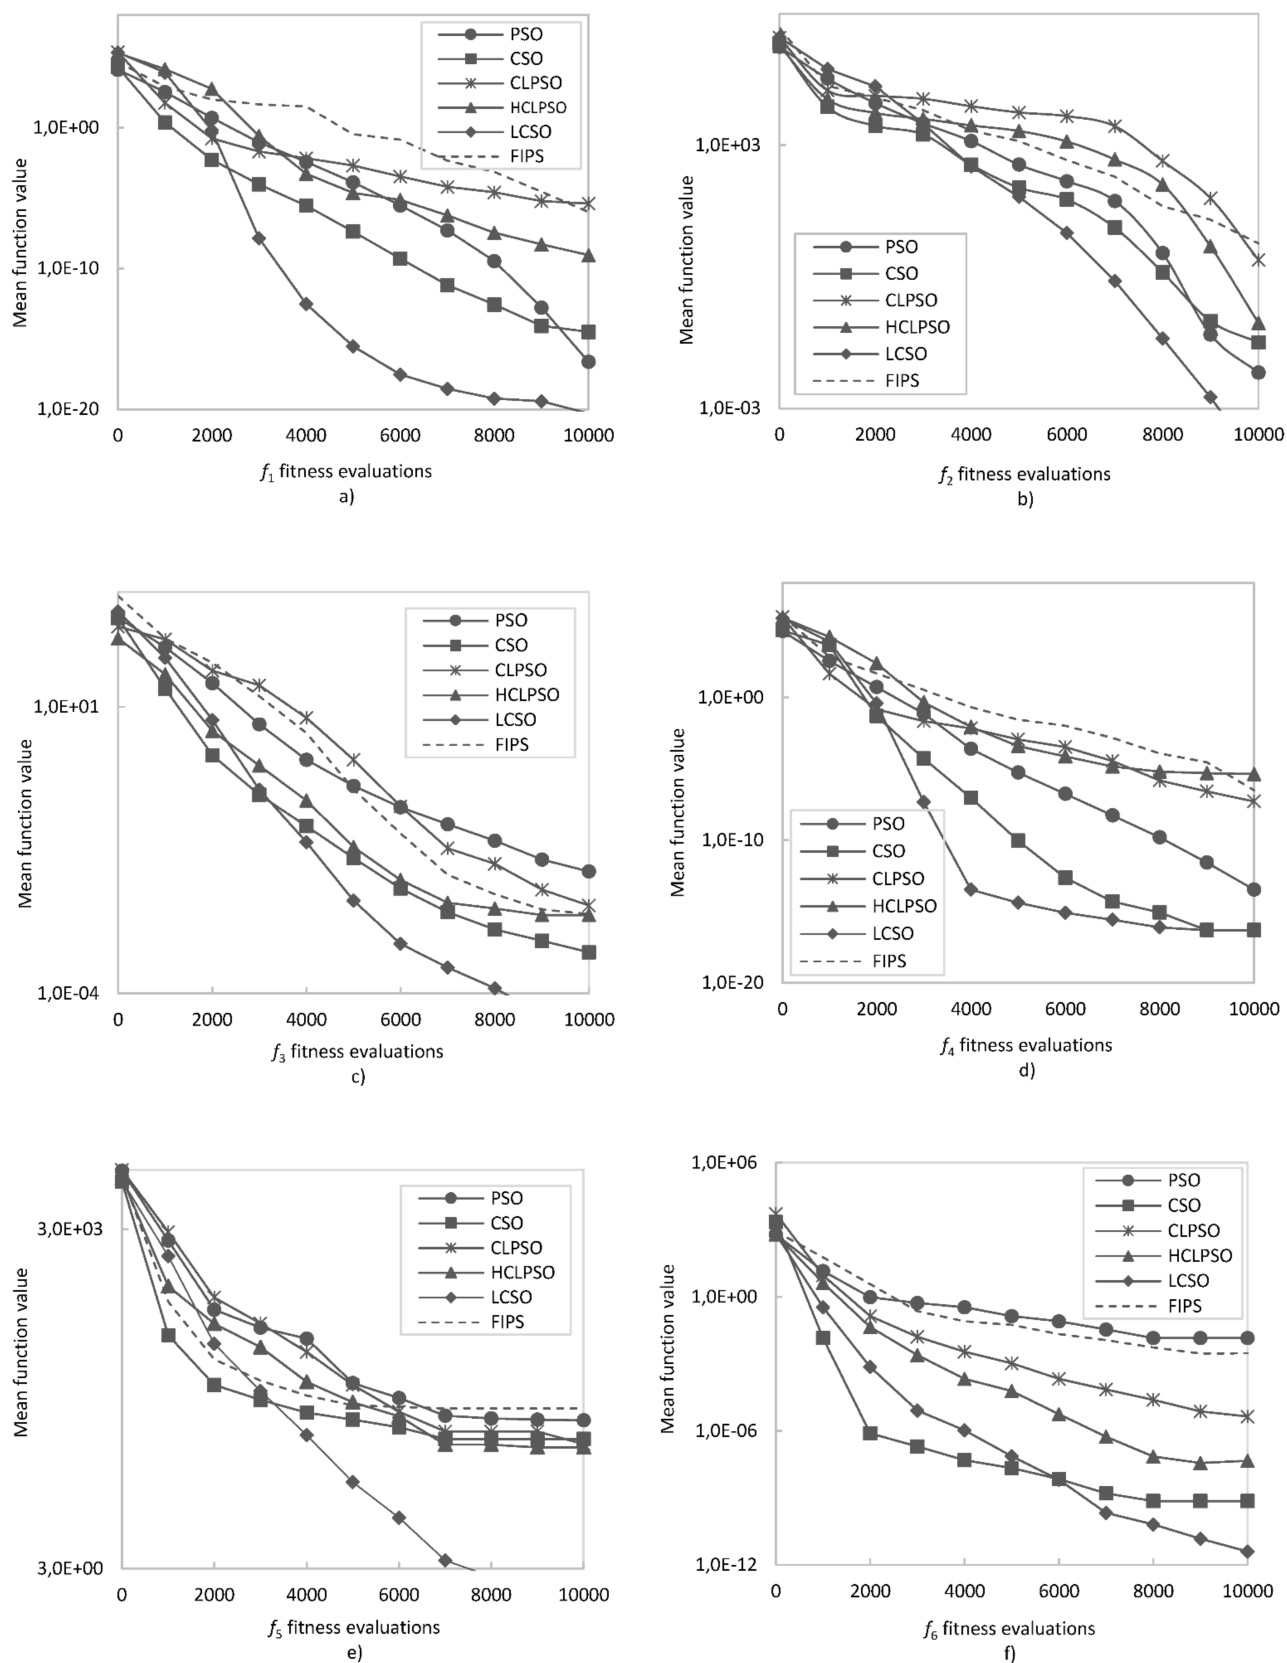 PSO
CSO
CLPSO
HCLPSO
LCSO
FIPS
Mean function value
1,0E+00
1,0E-10
1,0E-20
0 2000 4000 6000 8000 10000
f1 fitness evaluations
a)
Mean function value
1,0E+03
1,0E-03
PSO
CSO
CLPSO
HCLPSO
LCSO
FIPS
0 2000 4000 6000 8000 10000
f2 fitness evaluations
b)
PSO
CSO
CLPSO
HCLPSO
LCSO
FIPS
Mean function value
1,0E+01
1,0E-04
0 2000 4000 6000 8000 10000
f3 fitness evaluations
c)
Mean function value
1,0E+00
1,0E-10
1,0E-20
PSO
CSO
CLPSO
HCLPSO
LCSO
FIPS
0 2000 4000 6000 8000 10000
f4 fitness evaluations
d)
PSO
CSO
CLPSO
HCLPSO
LCSO
FIPS
Mean function value
3,0E+03
3,0E+00
0 2000 4000 6000 8000 10000
f5 fitness evaluations
e)
1,0E+06
PSO
CSO
CLPSO
HCLPSO
LCSO
FIPS
Mean function value
1,0E+00
1,0E-06
1,0E-12
0 2000 4000 6000 8000 10000
f6 fitness evaluations
f)